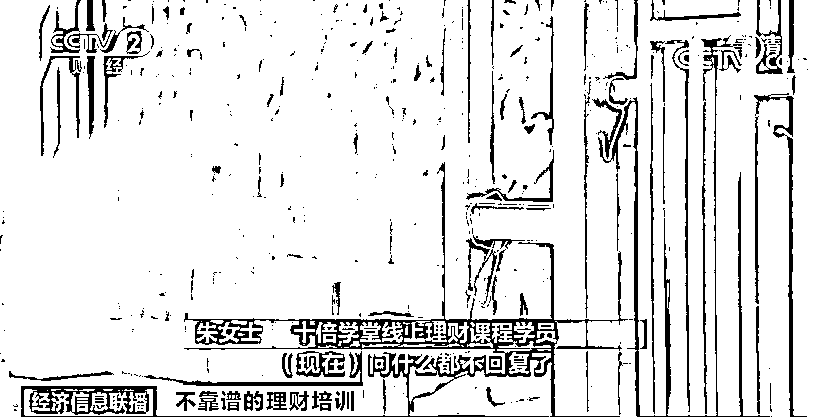 CCTV 2
财经
高清
CCTV.com
朱女士 十倍学堂线上理财课程学员
（现在）问什么都不回复了
经济信息联播 不靠谱的理财培训